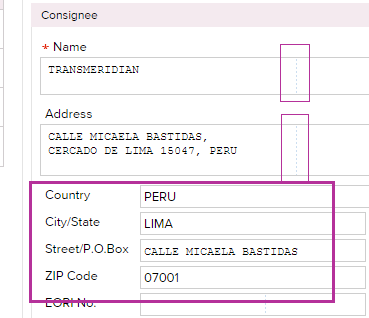 Consignee
* Name
TRANSMERIDIAN
Address
CALLE MICAELA BASTIDAS,
CERCADO DE LIMA 15047, PERU
Country PERU
City/State LIMA
Street/P.O.Box CALLE MICAELA BASTIDAS
ZIP Code 07001
EORI No.